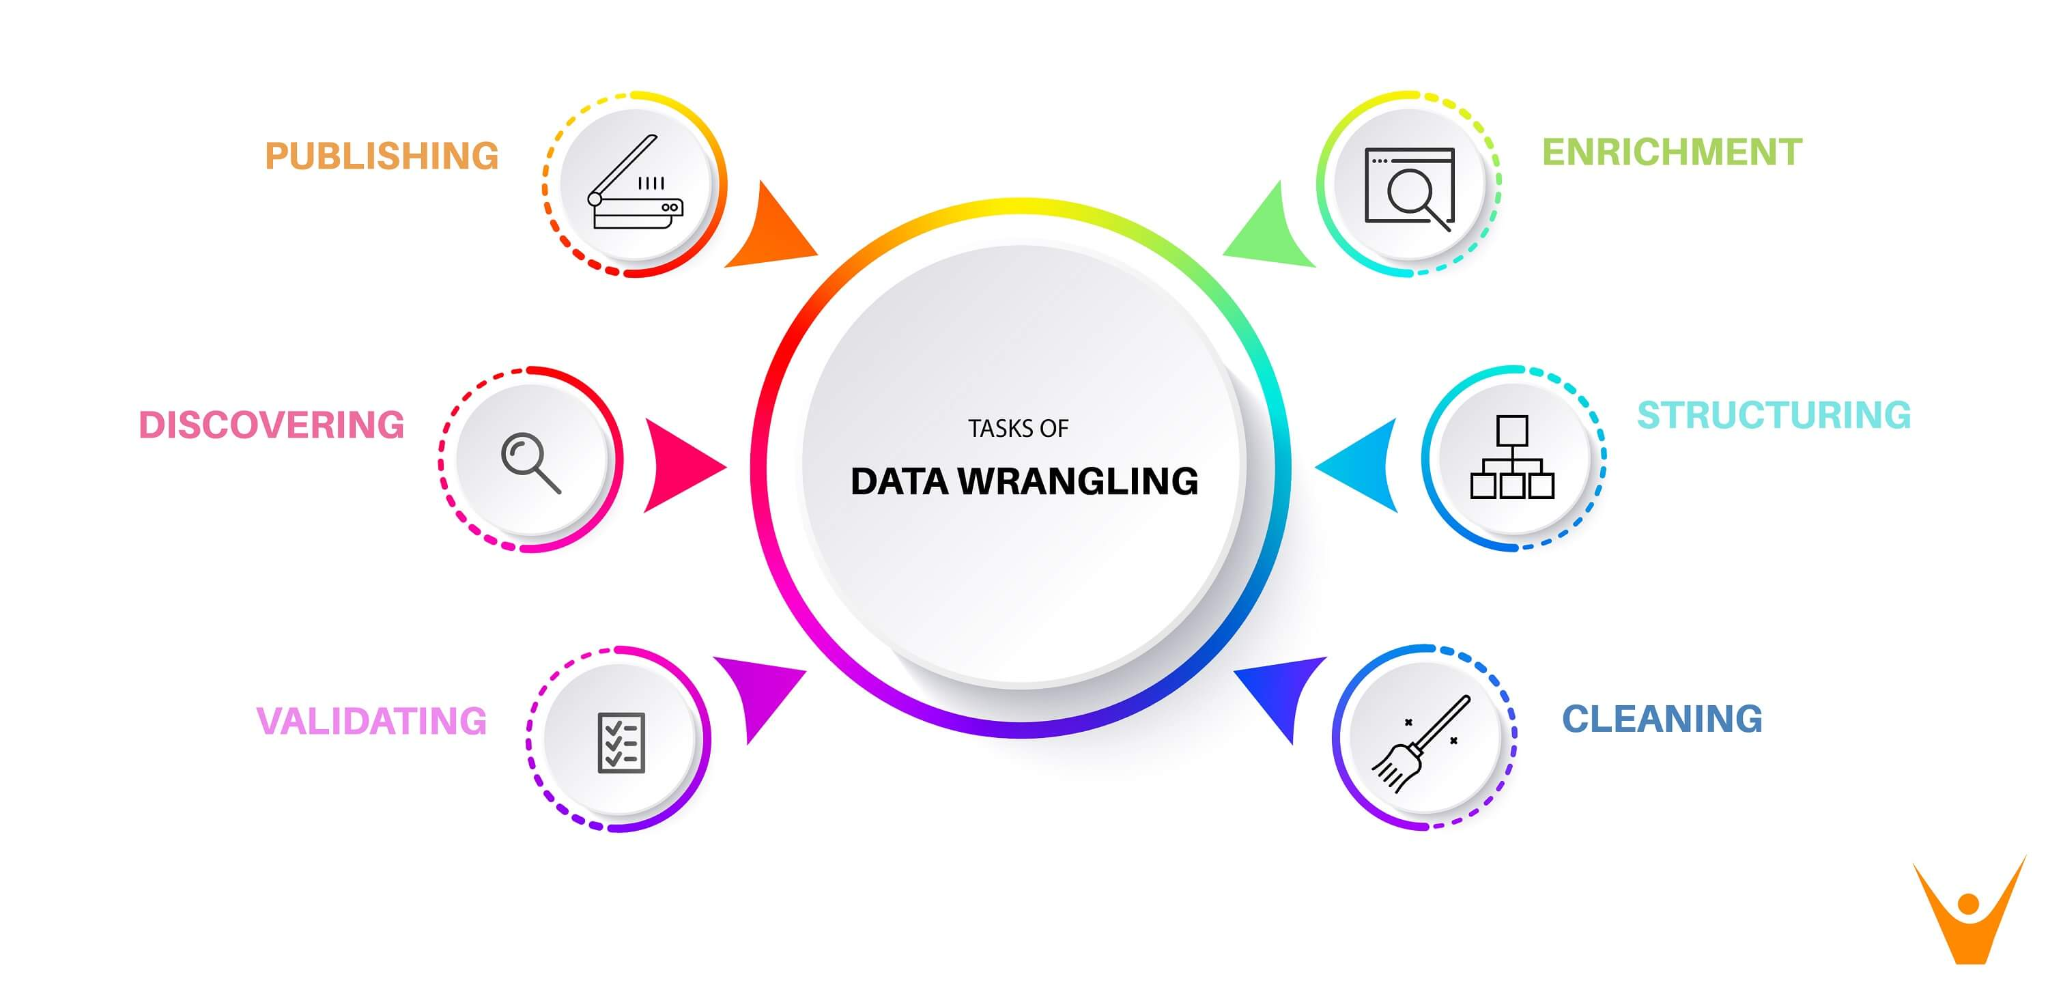 PUBLISHING
ENRICHMENT
DISCOVERING
STRUCTURING
TASKS OF
DATA WRANGLING
VALIDATING
CLEANING